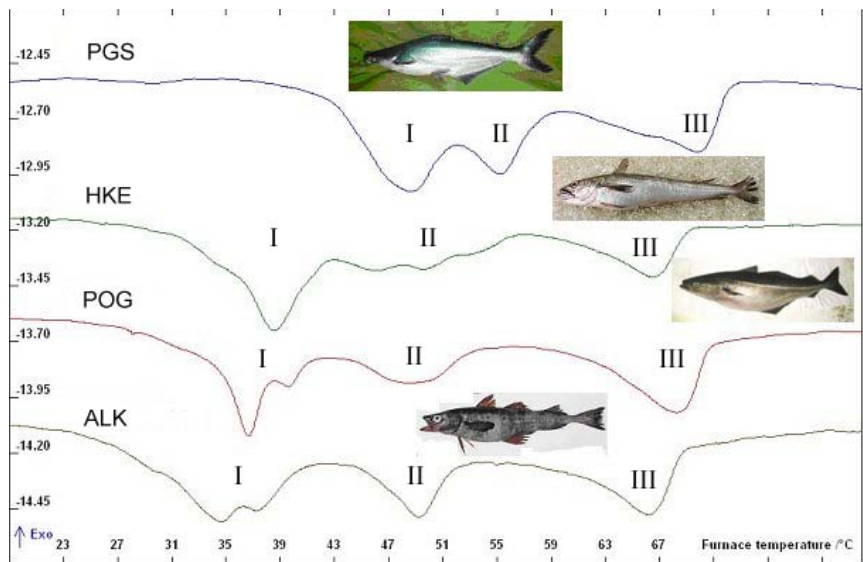 -12.45
PGS
-12.70
I II III
-12.95
HKE
-13.20
I II III
-13.45
POG
-13.70
I II III
-13.95
ALK
-14.20
I II III
-14.45
↑ Exo
23 27 31 35 39 43 47 51 55 59 63 67 Furnace temperature /°C